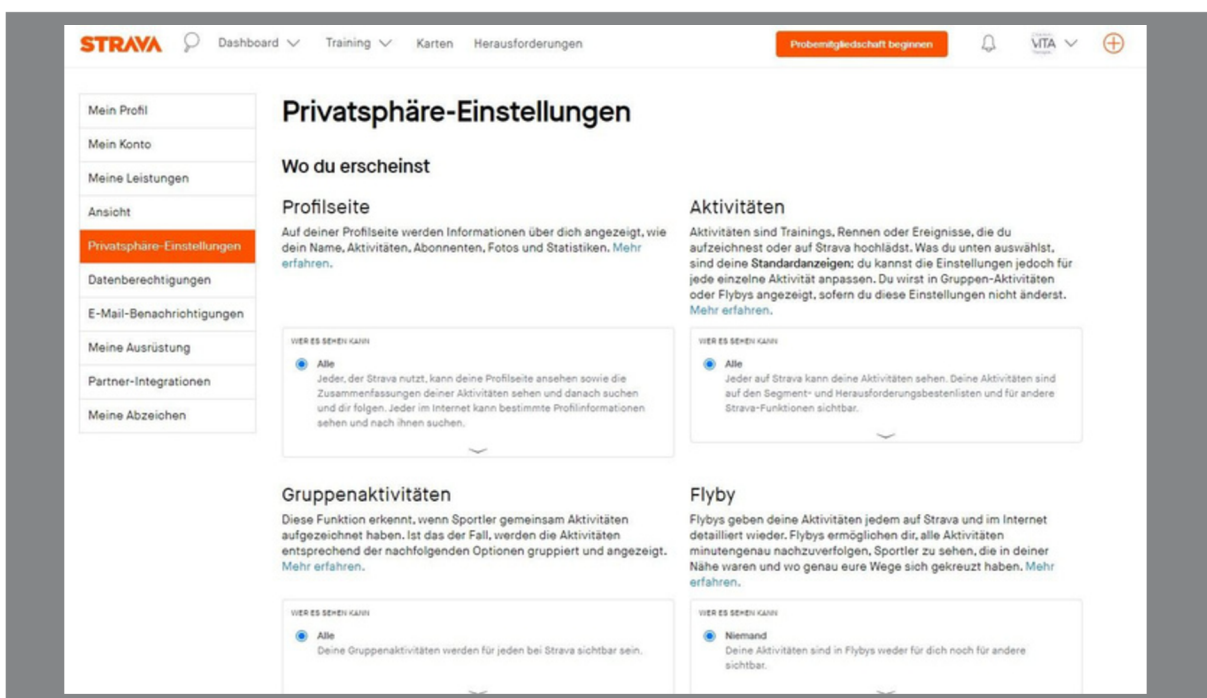 STRAVA Dashboard Training Karten Herausforderungen Probemitgliedschaft beginnen VITA
Mein Profil
Mein Konto
Meine Leistungen
Ansicht
Privatsphäre-Einstellungen
Datenberechtigungen
E-Mail-Benachrichtigungen
Meine Ausrüstung
Partner-Integrationen
Meine Abzeichen
Privatsphäre-Einstellungen
Wo du erscheinst
Profilseite
Auf deiner Profilseite werden Informationen über dich angezeigt, wie
dein Name, Aktivitäten, Abonnenten, Fotos und Statistiken. Mehr
erfahren.
WER ES SEHEN KANN
Alle
Jeder, der Strava nutzt, kann deine Profilseite ansehen sowie die
Zusammenfassungen deiner Aktivitäten sehen und danach suchen
und dir folgen. Jeder im Internet kann bestimmte Profilinformationen
sehen und nach ihnen suchen.
Aktivitäten
Aktivitäten sind Trainings, Rennen oder Ereignisse, die du
aufzeichnest oder auf Strava hochlädst. Was du unten auswählst,
sind deine Standardanzeigen; du kannst die Einstellungen jedoch für
jede einzelne Aktivität anpassen. Du wirst in Gruppen-Aktivitäten
oder Flybys angezeigt, sofern du diese Einstellungen nicht änderst.
Mehr erfahren.
WER ES SEHEN KANN
Alle
Jeder auf Strava kann deine Aktivitäten sehen. Deine Aktivitäten sind
auf den Segment- und Herausforderungsbestenlisten und für andere
Strava-Funktionen sichtbar.
Gruppenaktivitäten
Diese Funktion erkennt, wenn Sportler gemeinsam Aktivitäten
aufgezeichnet haben. Ist das der Fall, werden die Aktivitäten
entsprechend der nachfolgenden Optionen gruppiert und angezeigt.
Mehr erfahren.
WER ES SEHEN KANN
Alle
Deine Gruppenaktivitäten werden für jeden bei Strava sichtbar sein.
Flyby
Flybys geben deine Aktivitäten jedem auf Strava und im Internet
detailliert wieder. Flybys ermöglichen dir, alle Aktivitäten
minutengenau nachzuverfolgen, Sportler zu sehen, die in deiner
Nähe waren und wo genau eure Wege sich gekreuzt haben. Mehr
erfahren.
WER ES SEHEN KANN
Niemand
Deine Aktivitäten sind in Flybys weder für dich noch für andere
sichtbar.